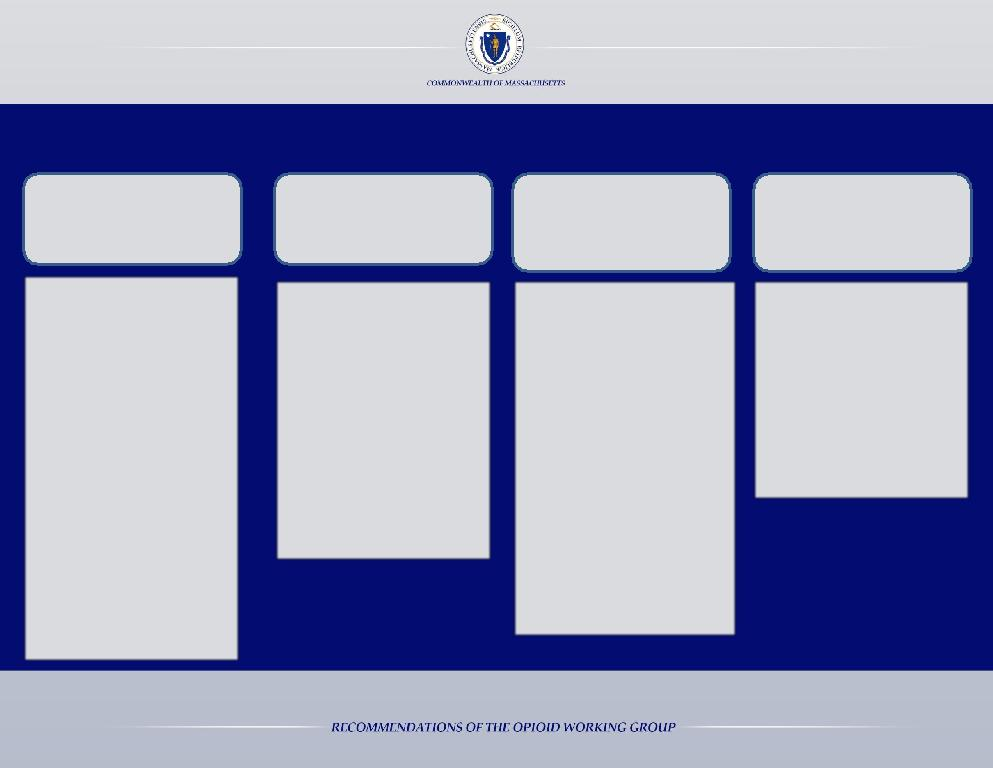 COMMONWEALTH OF MASSACHUSETTS
RECOMMENDATIONS OF THE OPIOID WORKING GROUP